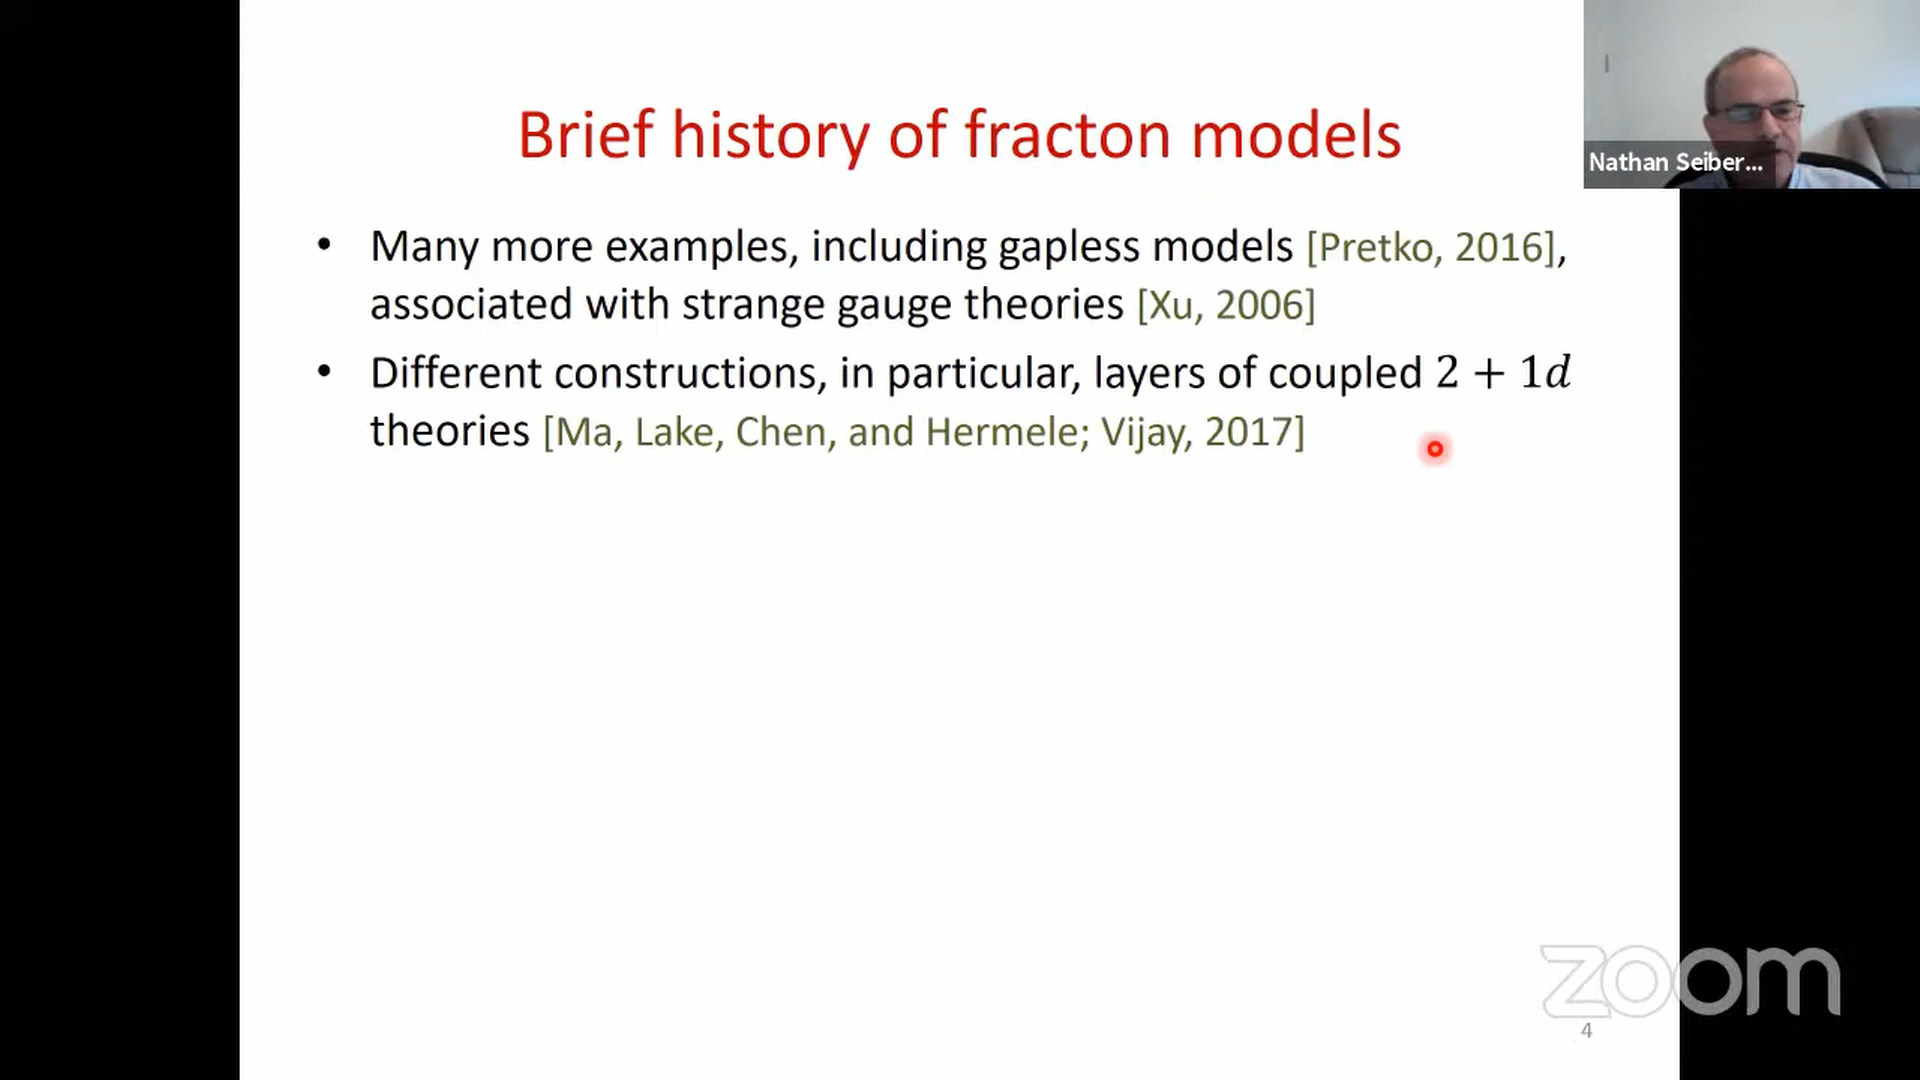 Brief history of fracton models
Nathan Seiber...
• Many more examples, including gapless models [Pretko, 2016],
associated with strange gauge theories [Xu, 2006]
• Different constructions, in particular, layers of coupled 2 + 1d
theories [Ma, Lake, Chen, and Hermele; Vijay, 2017]
zoom
4